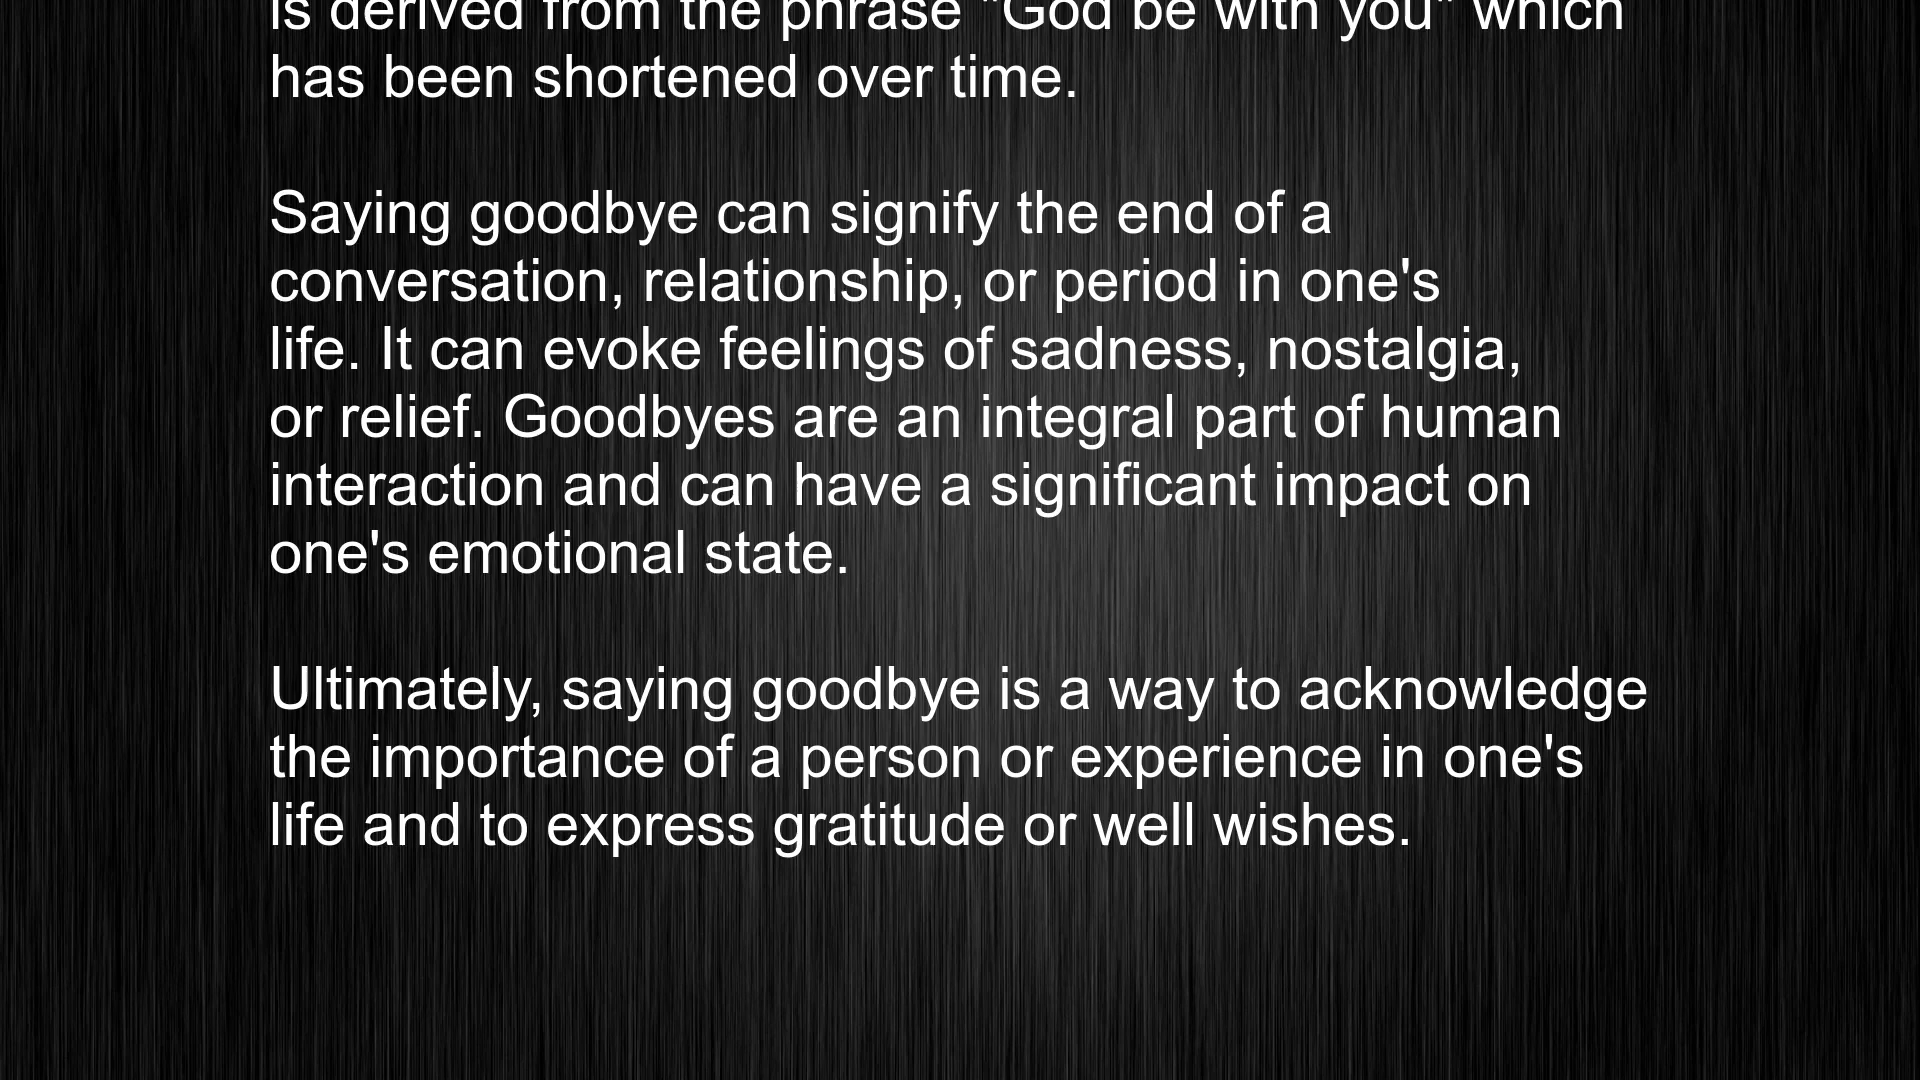 is derived from the phrase "God be with you" which
has been shortened over time.
Saying goodbye can signify the end of a
conversation, relationship, or period in one's
life. It can evoke feelings of sadness, nostalgia,
or relief. Goodbyes are an integral part of human
interaction and can have a significant impact on
one's emotional state.
Ultimately, saying goodbye is a way to acknowledge
the importance of a person or experience in one's
life and to express gratitude or well wishes.